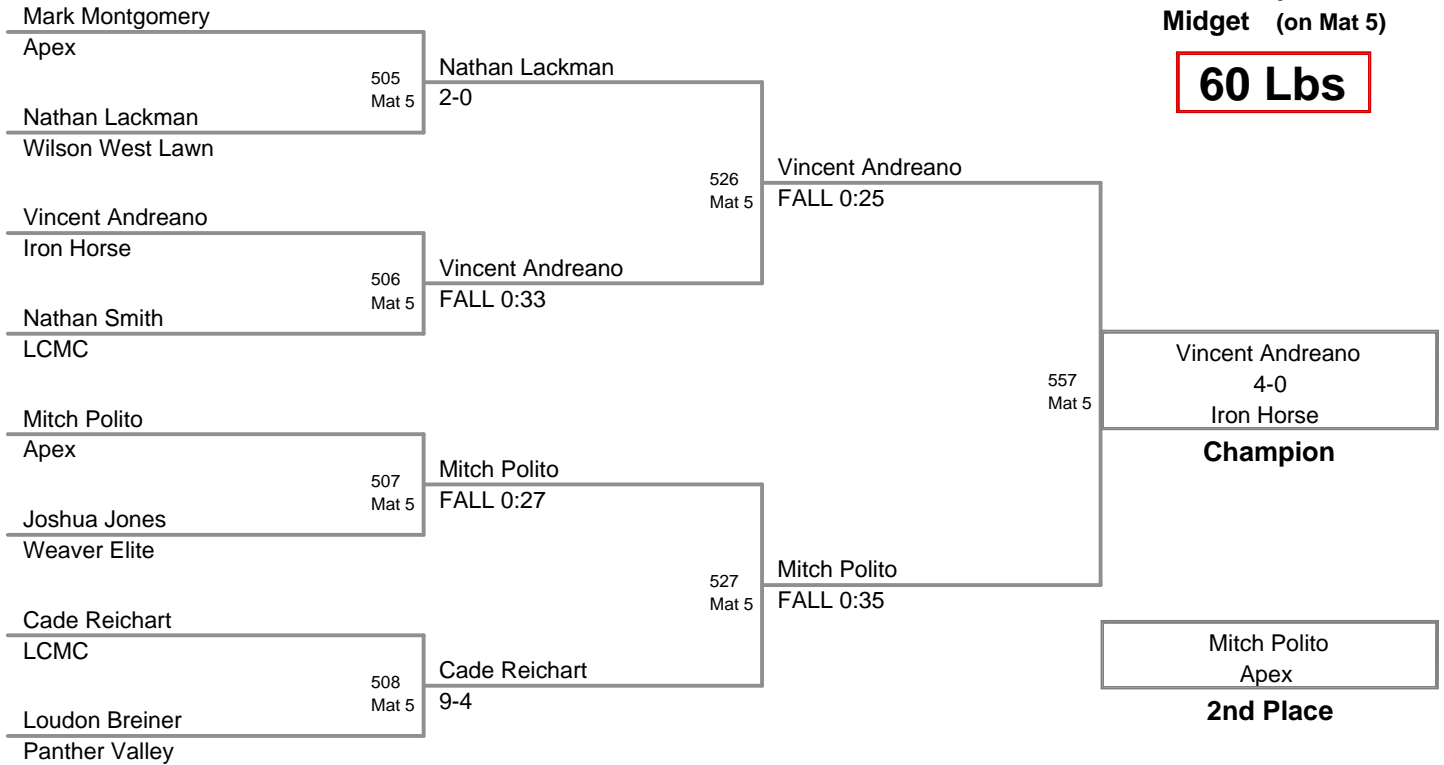 Midget (on Mat 5)
60 Lbs
Mark Montgomery
Apex
505
Mat 5
Nathan Lackman
Wilson West Lawn
Nathan Lackman
2-0
Vincent Andreano
Iron Horse
506
Mat 5
Nathan Smith
LCMC
Vincent Andreano
FALL 0:33
526
Mat 5
Vincent Andreano
FALL 0:25
Mitch Polito
Apex
507
Mat 5
Joshua Jones
Weaver Elite
Mitch Polito
FALL 0:27
Cade Reichart
LCMC
508
Mat 5
Loudon Breiner
Panther Valley
Cade Reichart
9-4
527
Mat 5
Mitch Polito
FALL 0:35
557
Mat 5
Vincent Andreano
4-0
Iron Horse
Champion
Mitch Polito
Apex
2nd Place